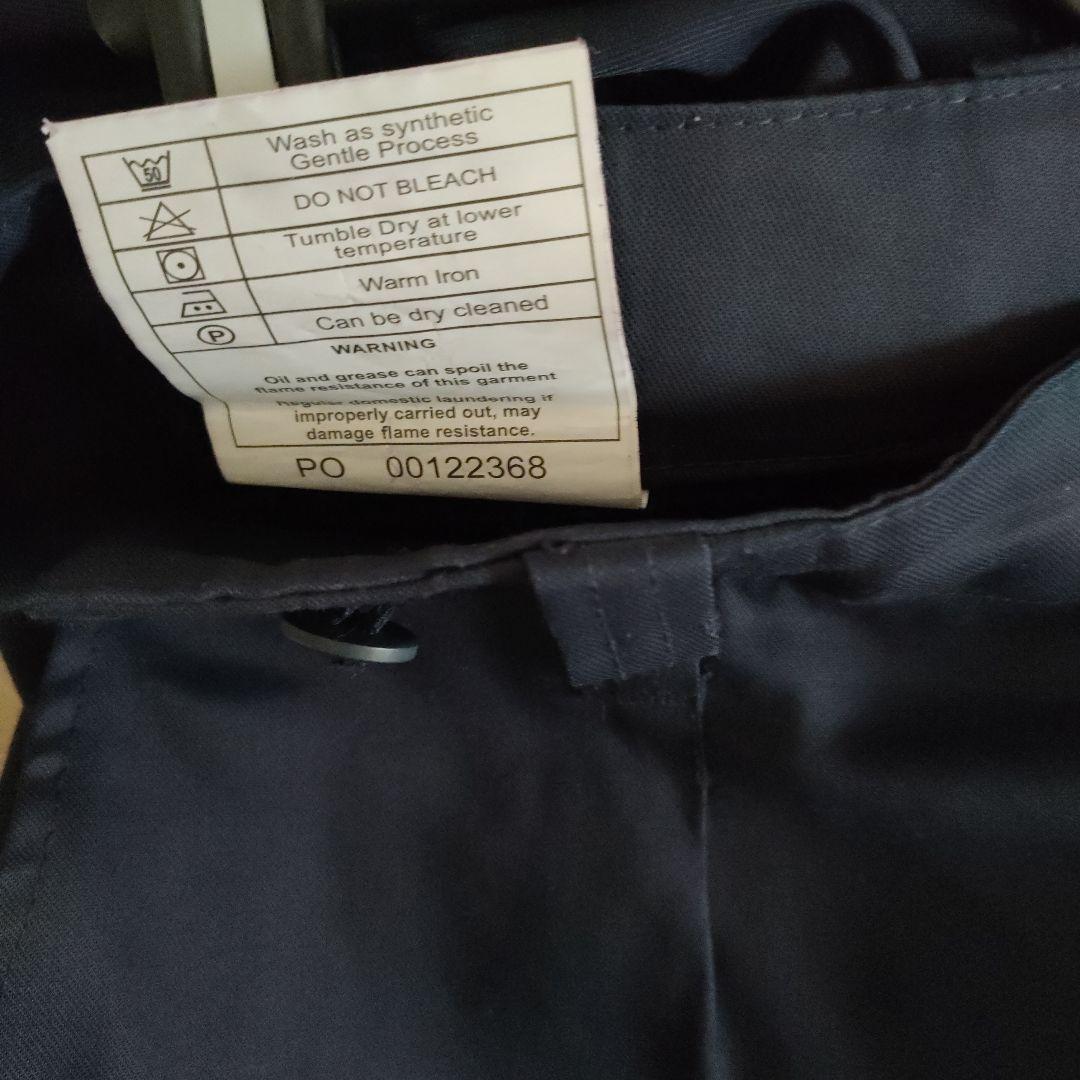 50
Wash as synthetic
Gentle Process
DO NOT BLEACH
Tumble Dry at lower
temperature
Warm Iron
P
Can be dry cleaned
WARNING
Oil and grease can spoil the
flame resistance of this garment
Regular domestic laundering if
improperly carried out, may
damage flame resistance.
PO 00122368